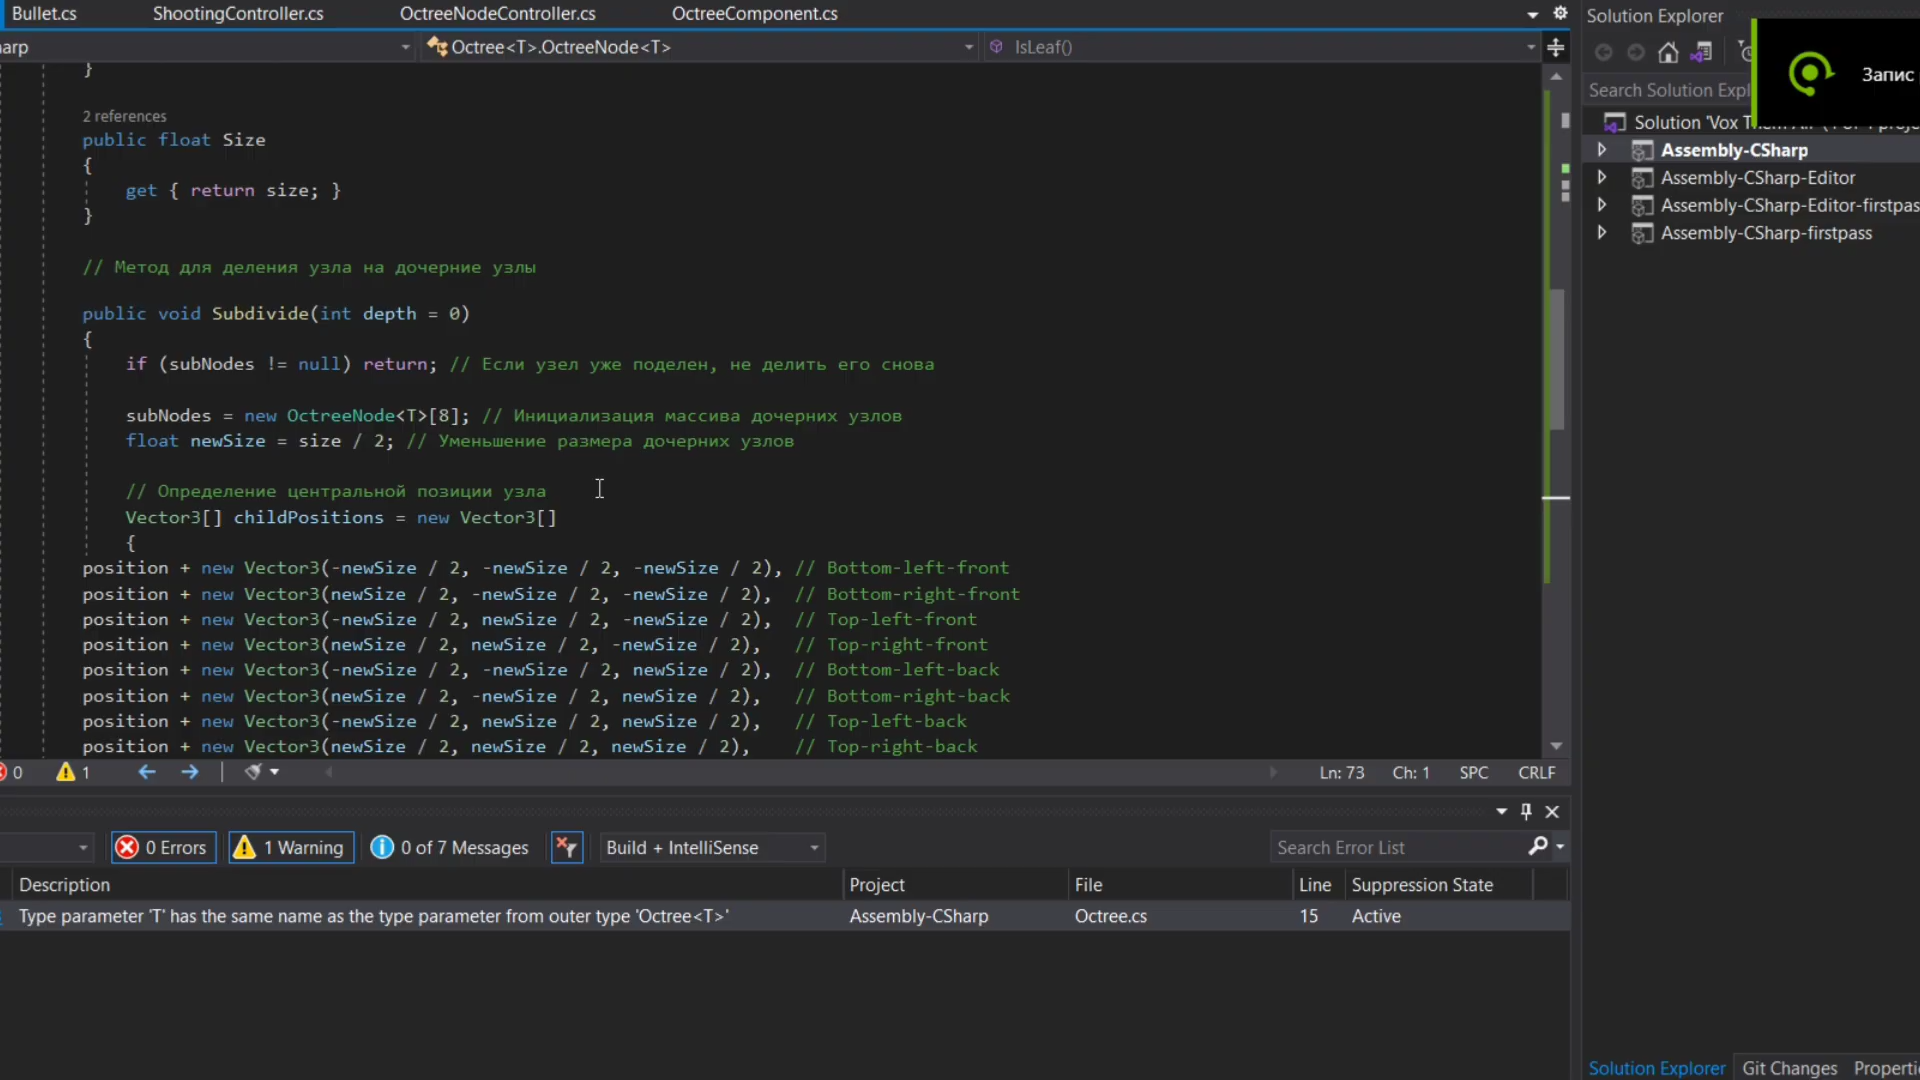 Bullet.cs ShootingController.cs OctreeNodeController.cs OctreeComponent.cs
Octree<T>.OctreeNode<T> IsLeaf()
}
2 references
public float Size
{
get { return size; }
}
// Метод для деления узла на дочерние узлы
public void Subdivide(int depth = 0)
{
if (subNodes != null) return; // Если узел уже поделен, не делить его снова
subNodes = new OctreeNode<T>[8]; // Инициализация массива дочерних узлов
float newSize = size / 2; // Уменьшение размера дочерних узлов
// Определение центральной позиции узла
Vector3[] childPositions = new Vector3[]
{
position + new Vector3(-newSize / 2, -newSize / 2, -newSize / 2), // Bottom-left-front
position + new Vector3(newSize / 2, -newSize / 2, -newSize / 2), // Bottom-right-front
position + new Vector3(-newSize / 2, newSize / 2, -newSize / 2), // Top-left-front
position + new Vector3(newSize / 2, newSize / 2, -newSize / 2), // Top-right-front
position + new Vector3(-newSize / 2, -newSize / 2, newSize / 2), // Bottom-left-back
position + new Vector3(newSize / 2, -newSize / 2, newSize / 2), // Bottom-right-back
position + new Vector3(-newSize / 2, newSize / 2, newSize / 2), // Top-left-back
position + new Vector3(newSize / 2, newSize / 2, newSize / 2), // Top-right-back
0 1 Ln: 73 Ch: 1 SPC CRLF
0 Errors 1 Warning 0 of 7 Messages Build + IntelliSense Search Error List
Description Project File Line Suppression State
Type parameter 'T' has the same name as the type parameter from outer type 'Octree<T>' Assembly-CSharp Octree.cs 15 Active
Solution Explorer
Запис
Search Solution Expl
Solution 'Vox
Assembly-CSharp
Assembly-CSharp-Editor
Assembly-CSharp-Editor-firstpas
Assembly-CSharp-firstpass
Solution Explorer Git Changes Properti